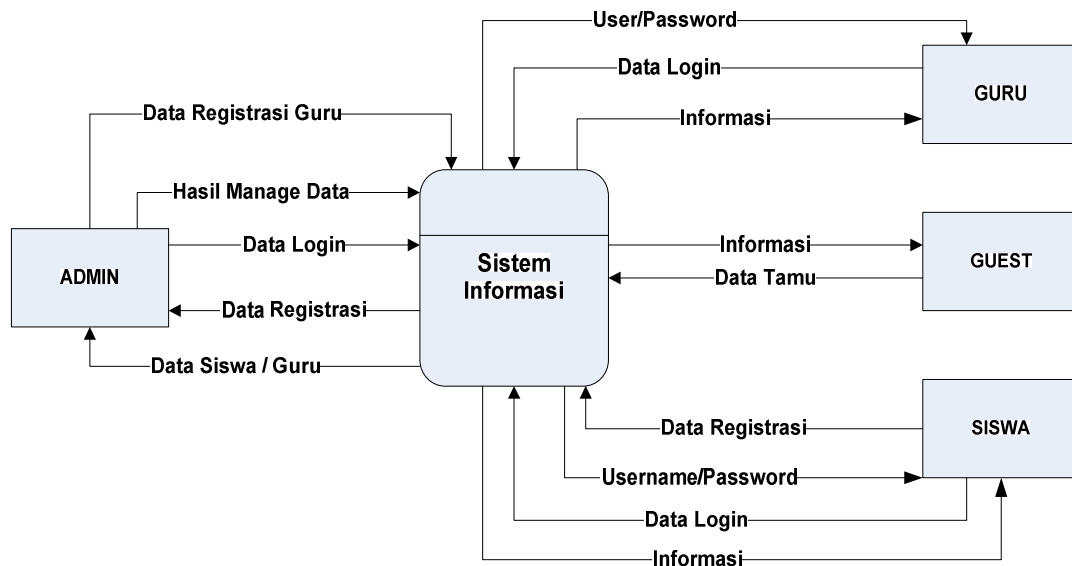 User/Password
Data Login
GURU
Data Registrasi Guru
Informasi
Hasil Manage Data
Data Login
Informasi
ADMIN
Sistem
Informasi
GUEST
Data Tamu
Data Registrasi
Data Siswa / Guru
Data Registrasi
SISWA
Username/Password
Data Login
Informasi